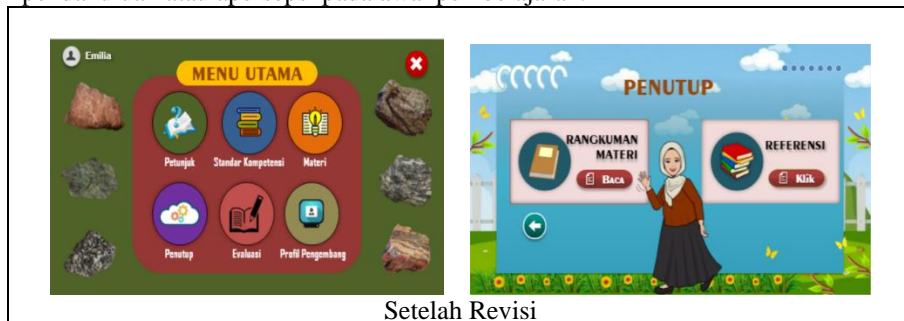 Emilia
MENU UTAMA
Petunjuk
Standar Kompetensi
Materi
Penutup
Evaluasi
Profil Pengembang
PENUTUP
RANGKUMAN
MATERI
BACA
REFERENSI
Klik
Setelah Revisi